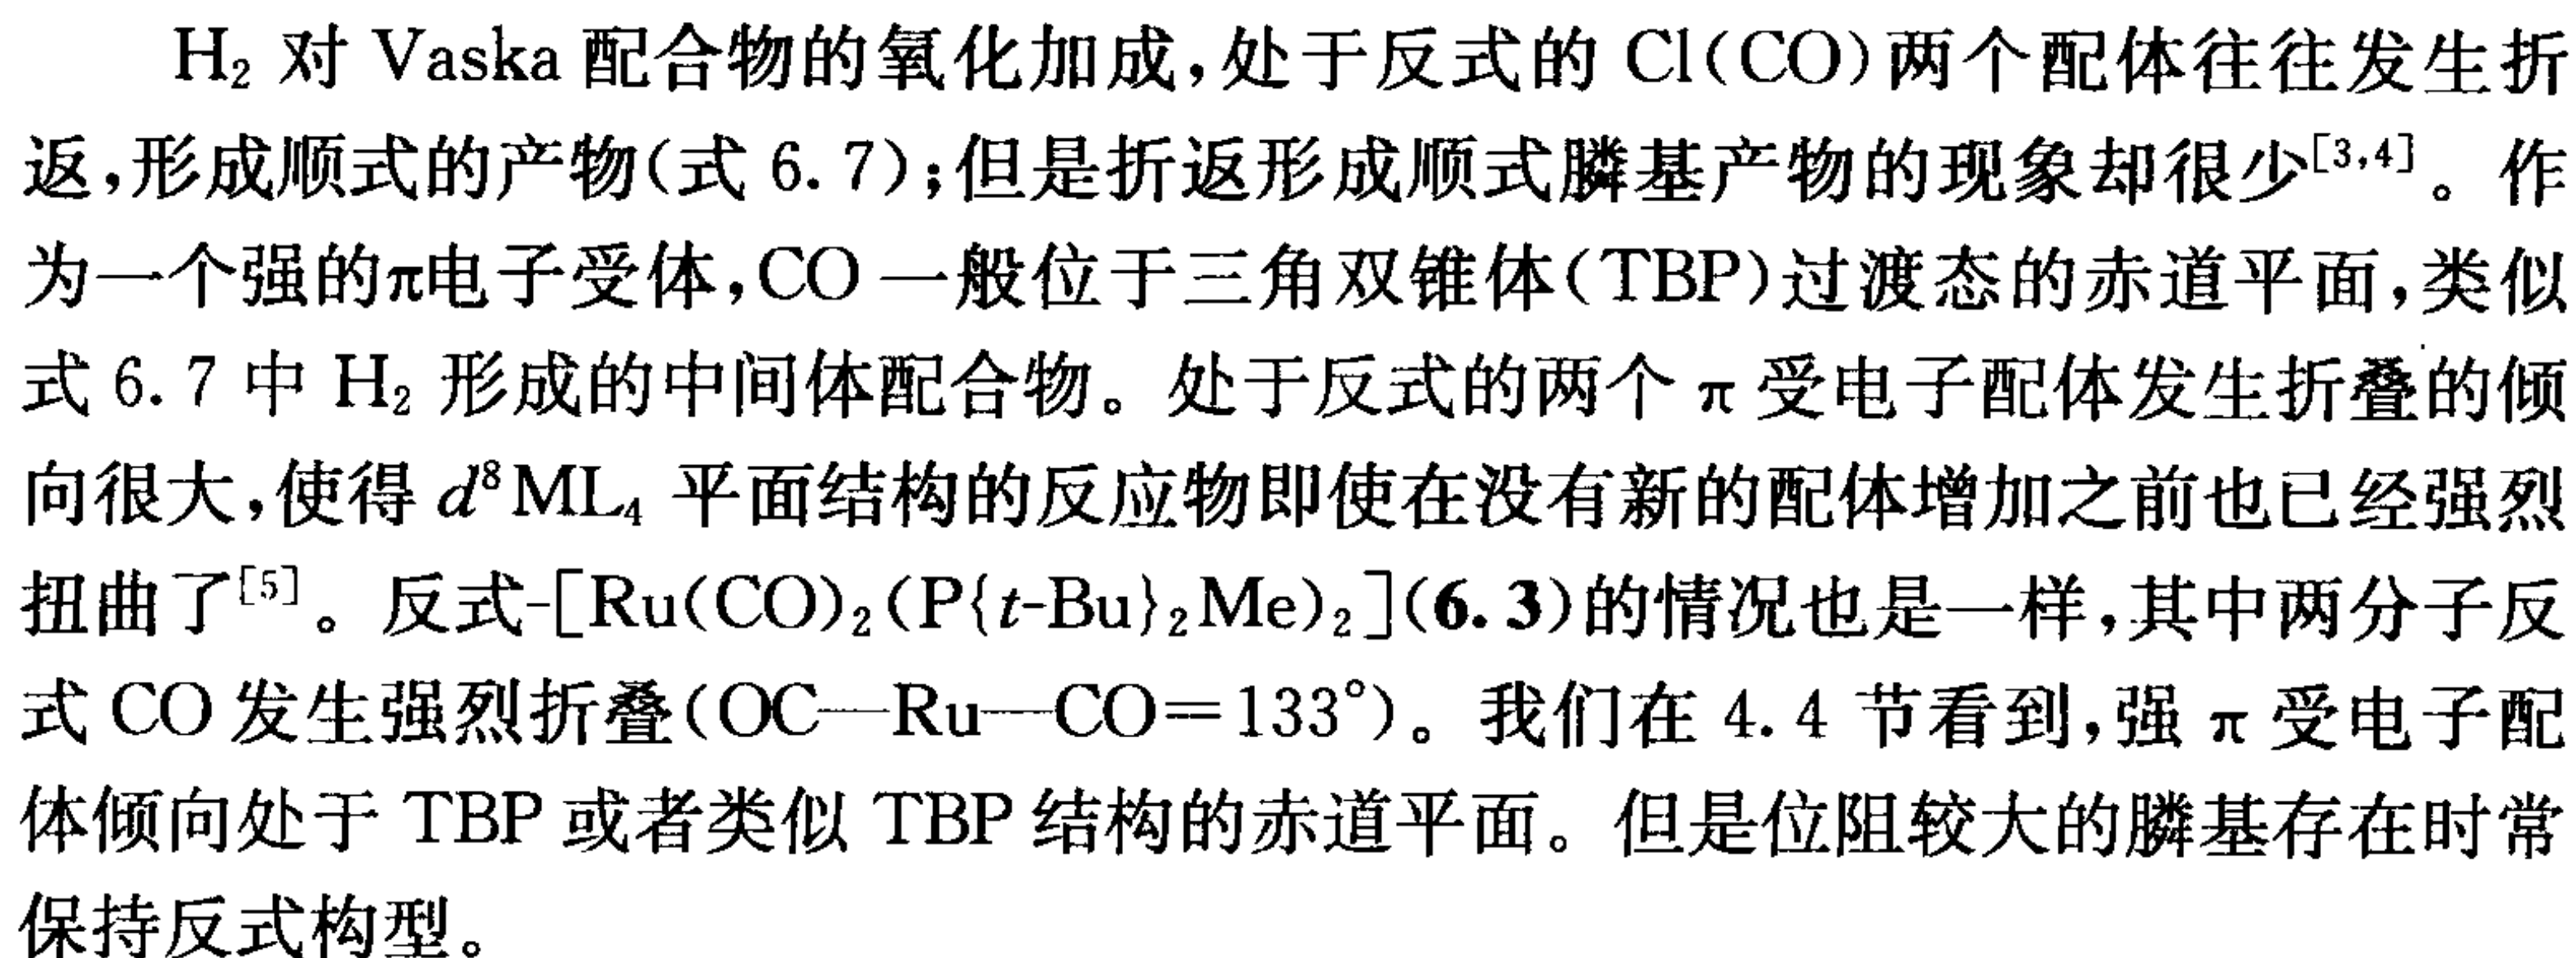 H₂ 对 Vaska 配合物的氧化加成,处于反式的 Cl(CO)两个配体往往发生折
返,形成顺式的产物(式 6.7);但是折返形成顺式膦基产物的现象却很少[3,4]。作
为一个强的π电子受体,CO 一般位于三角双锥体(TBP)过渡态的赤道平面,类似
式 6.7 中 H₂ 形成的中间体配合物。处于反式的两个 π 受电子配体发生折叠的倾
向很大,使得 d⁸ML₄ 平面结构的反应物即使在没有新的配体增加之前也已经强烈
扭曲了[5]。反式-[Ru(CO)₂(P{t-Bu}₂Me)₂](6.3)的情况也是一样,其中两分子反
式 CO 发生强烈折叠(OC—Ru—CO=133°)。我们在 4.4 节看到,强 π 受电子配
体倾向处于 TBP 或者类似 TBP 结构的赤道平面。但是位阻较大的膦基存在时常
保持反式构型。